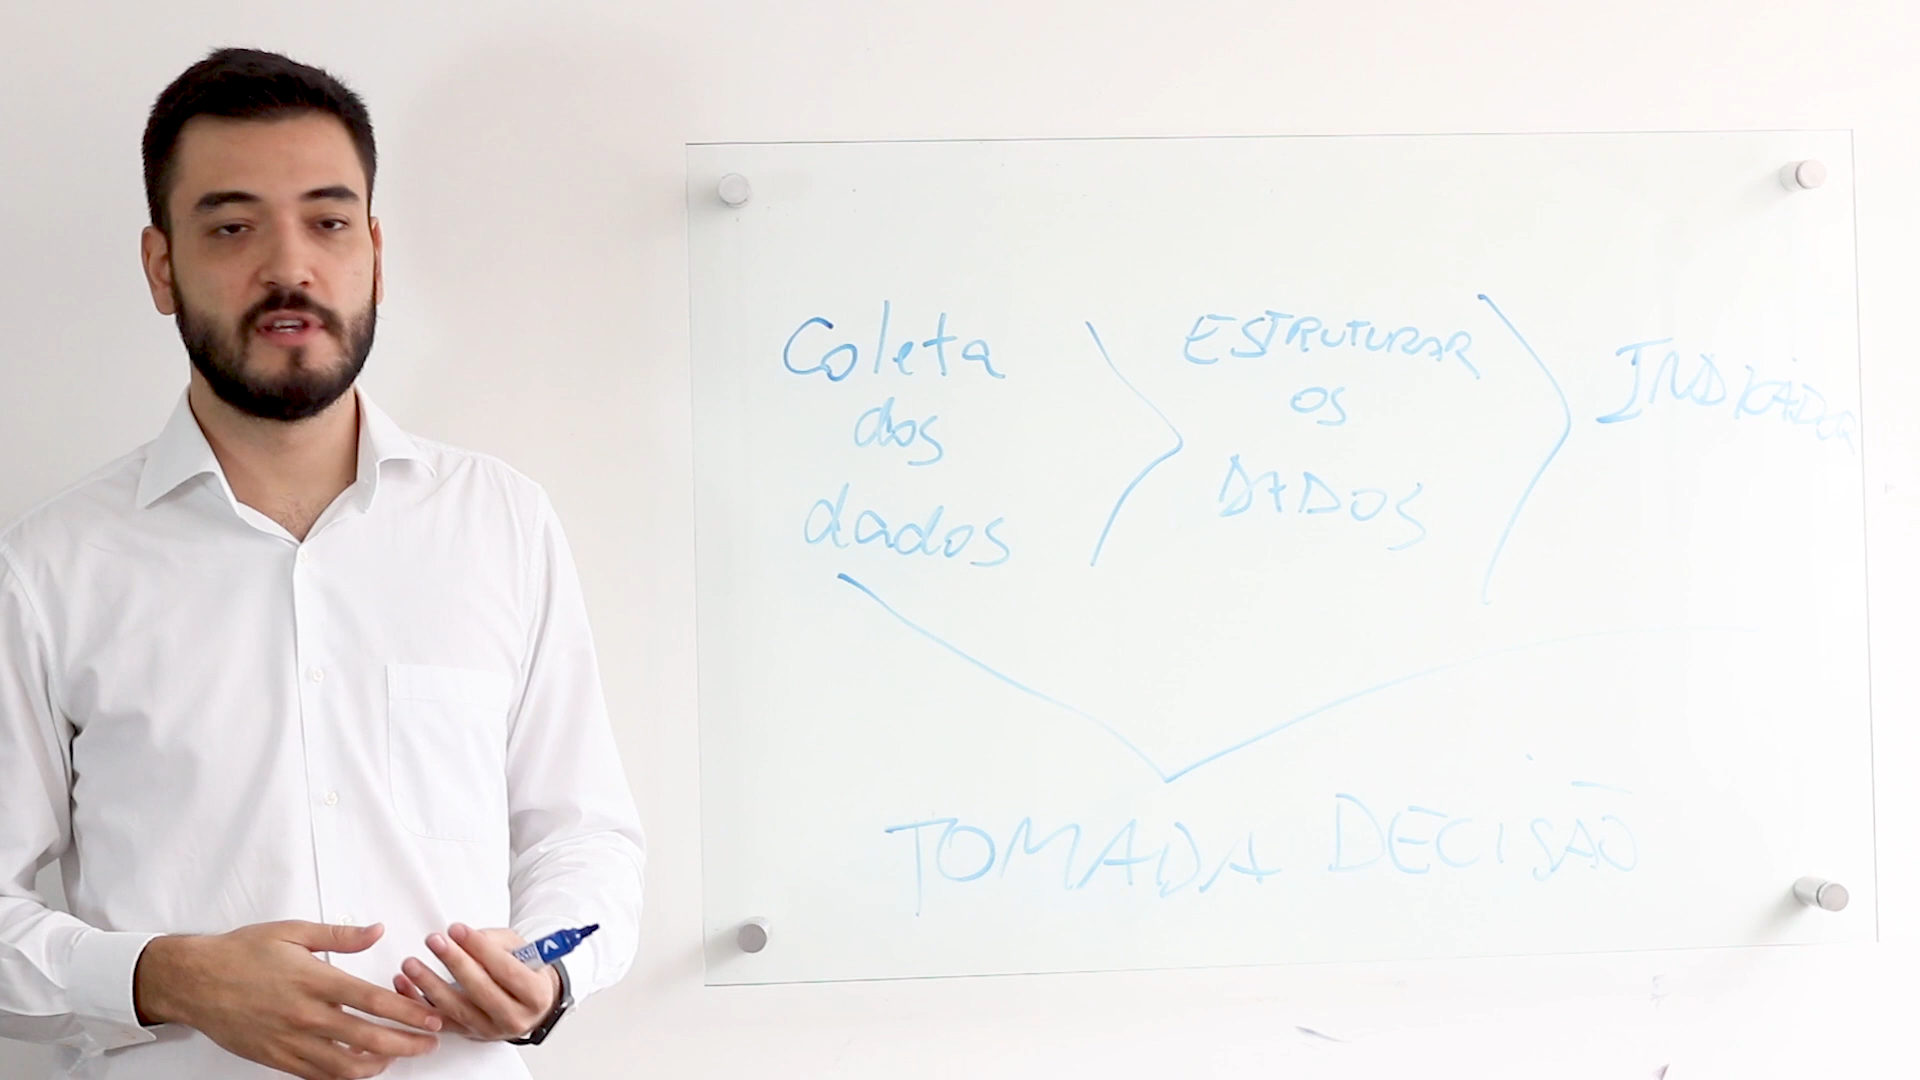 Coleta
dos
dados
ESTRUTURAR
OS
DADOS
INDICADOR
TOMADA DECISÃO